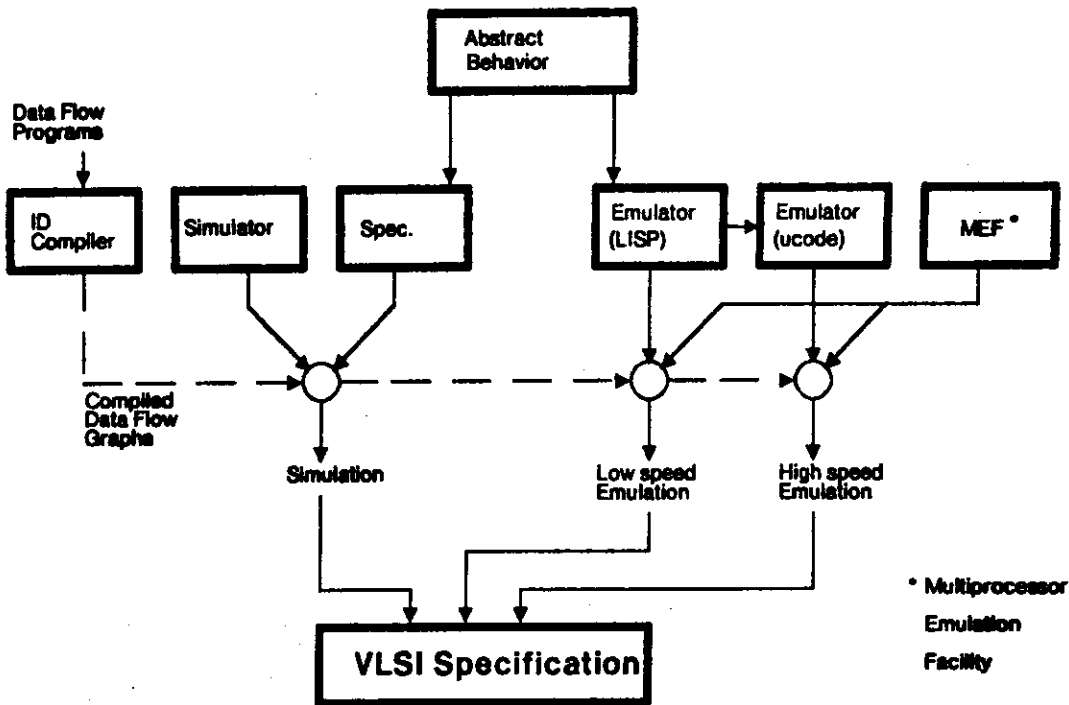 Abstract
Behavior
Data Flow
Programs
ID
Compiler
Simulator
Spec.
Emulator
(LISP)
Emulator
(ucode)
MEF *
Compiled
Data Flow
Graphs
Simulation
Low speed
Emulation
High speed
Emulation
* Multiprocessor
Emulation
Facility
VLSI Specification